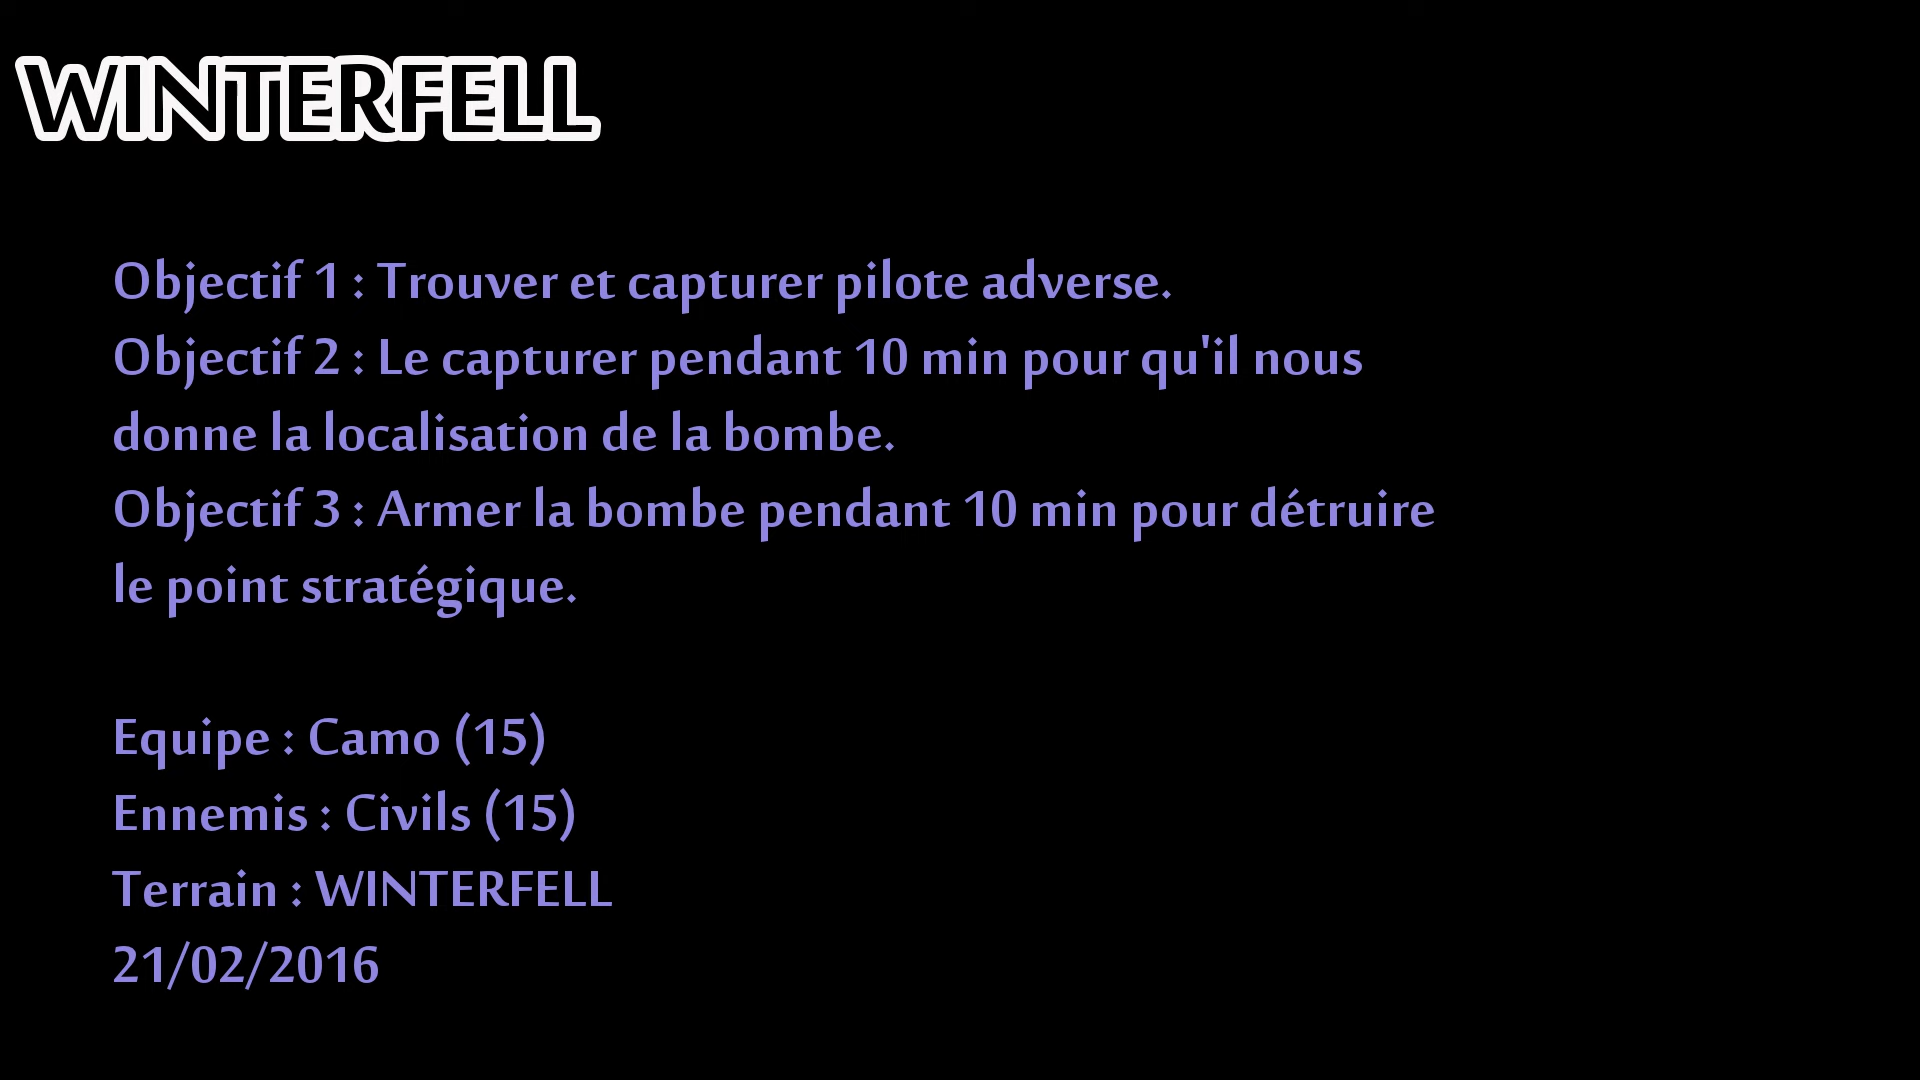 WINTERFELL
Objectif 1 : Trouver et capturer pilote adverse.
Objectif 2 : Le capturer pendant 10 min pour qu'il nous
donne la localisation de la bombe.
Objectif 3 : Armer la bombe pendant 10 min pour détruire
le point stratégique.
Equipe : Camo (15)
Ennemis : Civils (15)
Terrain : WINTERFELL
21/02/2016